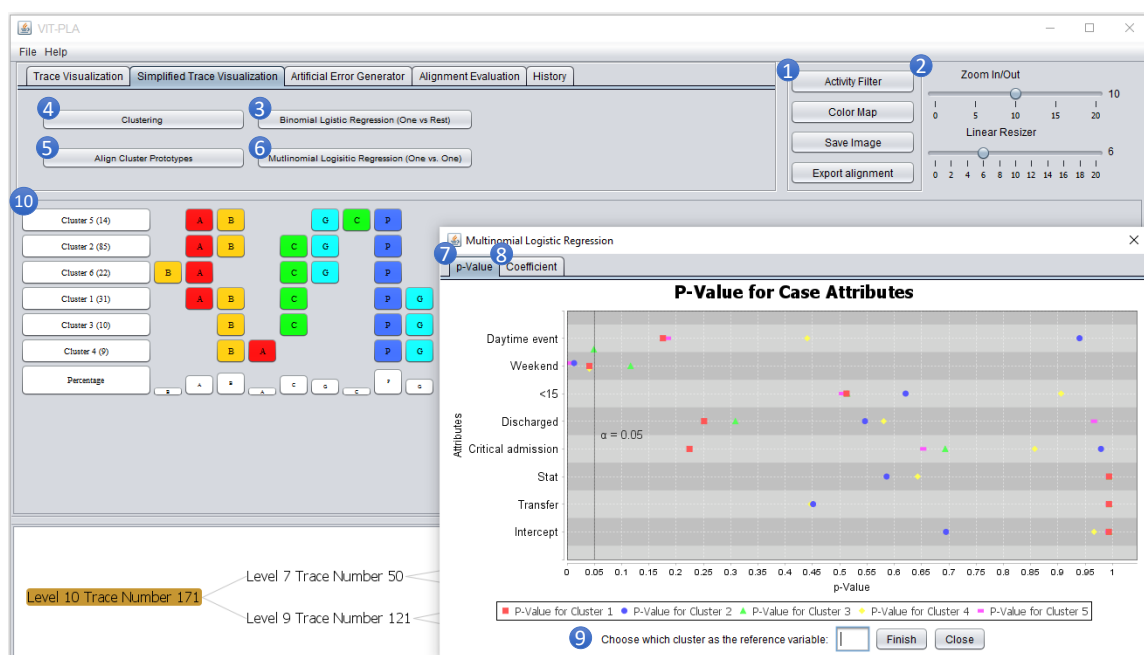 VIT-PLA
File Help
Trace Visualization Simplified Trace Visualization Artificial Error Generator Alignment Evaluation History
4 Clustering 3 Binomial Lgistic Regression (One vs Rest)
5 Align Cluster Prototypes 6 Mutlinomial Logisitic Regression (One vs. One)
1 Activity Filter
Color Map
Save Image
Export alignment
2 Zoom In/Out
10
0 5 10 15 20
Linear Resizer
6
0 2 4 6 8 10 12 14 16 18 20
10
Cluster 5 (14) A B G C P
Cluster 2 (85) A B C G P
Cluster 6 (22) B A C G P
Cluster 1 (31) A B C P G
Cluster 3 (10) B C P G
Cluster 4 (9) B A P G
Percentage B A B A C G C P G
Level 10 Trace Number 171
Level 7 Trace Number 50
Level 9 Trace Number 121
Multinomial Logistic Regression
7 p-Value 8 Coefficient
P-Value for Case Attributes
Attributes
Daytime event
Weekend
<15
Discharged
Critical admission
Stat
Transfer
Intercept
α = 0.05
0 0.05 0.1 0.15 0.2 0.25 0.3 0.35 0.4 0.45 0.5 0.55 0.6 0.65 0.7 0.75 0.8 0.85 0.9 0.95 1
p-Value
P-Value for Cluster 1 P-Value for Cluster 2 P-Value for Cluster 3 P-Value for Cluster 4 P-Value for Cluster 5
9 Choose which cluster as the reference variable: Finish Close